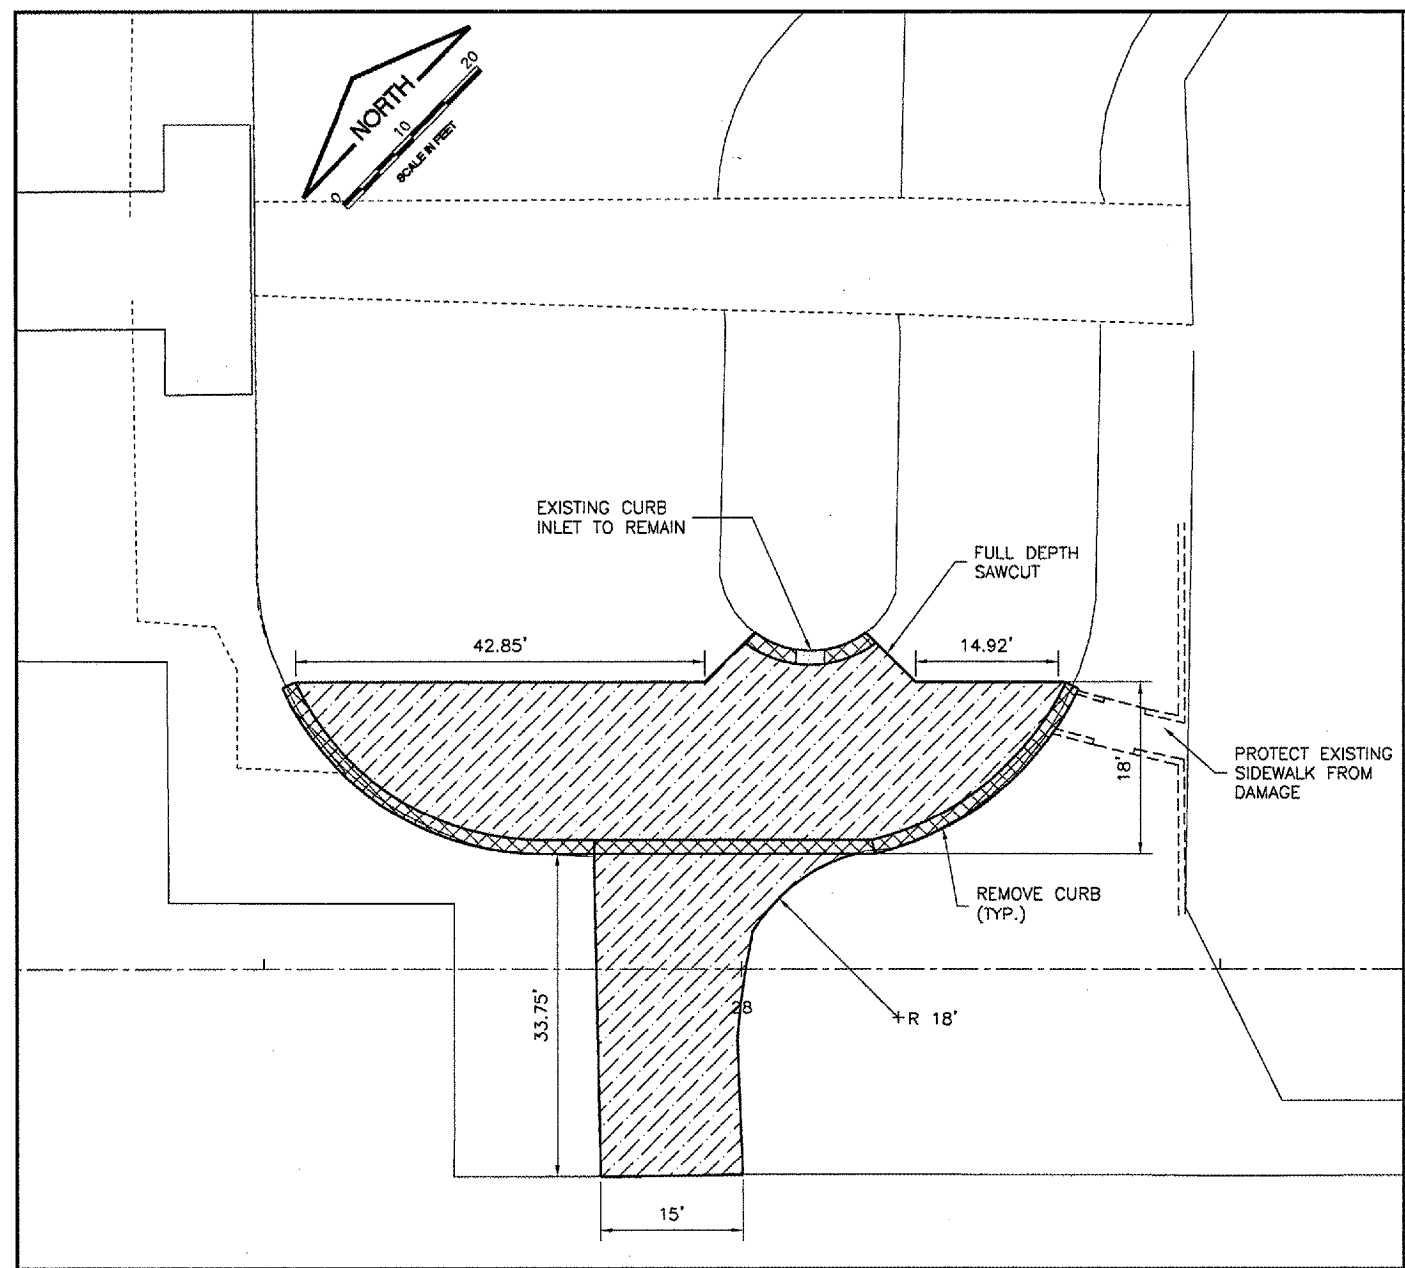 NORTH
0 10 20
SCALE IN FEET
EXISTING CURB
INLET TO REMAIN
FULL DEPTH
SAWCUT
42.85'
14.92'
18'
PROTECT EXISTING
SIDEWALK FROM
DAMAGE
REMOVE CURB
(TYP.)
33.75'
28
R 18'
15'